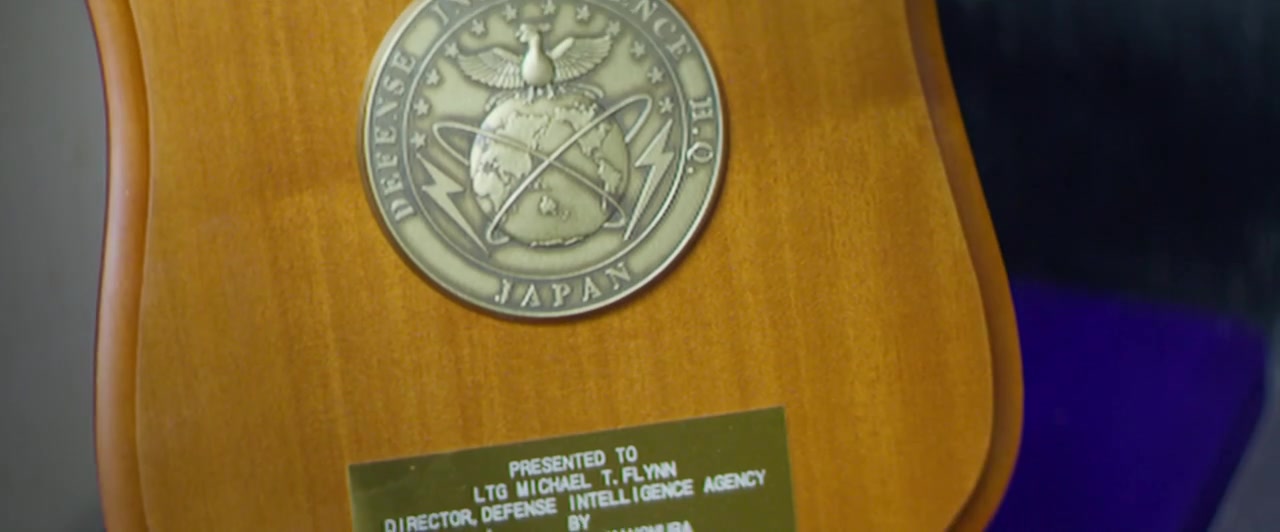 DEFENSE INTELLIGENCE H.Q.
JAPAN
PRESENTED TO
LTG MICHAEL T. FLYNN
DIRECTOR, DEFENSE INTELLIGENCE AGENCY
BY